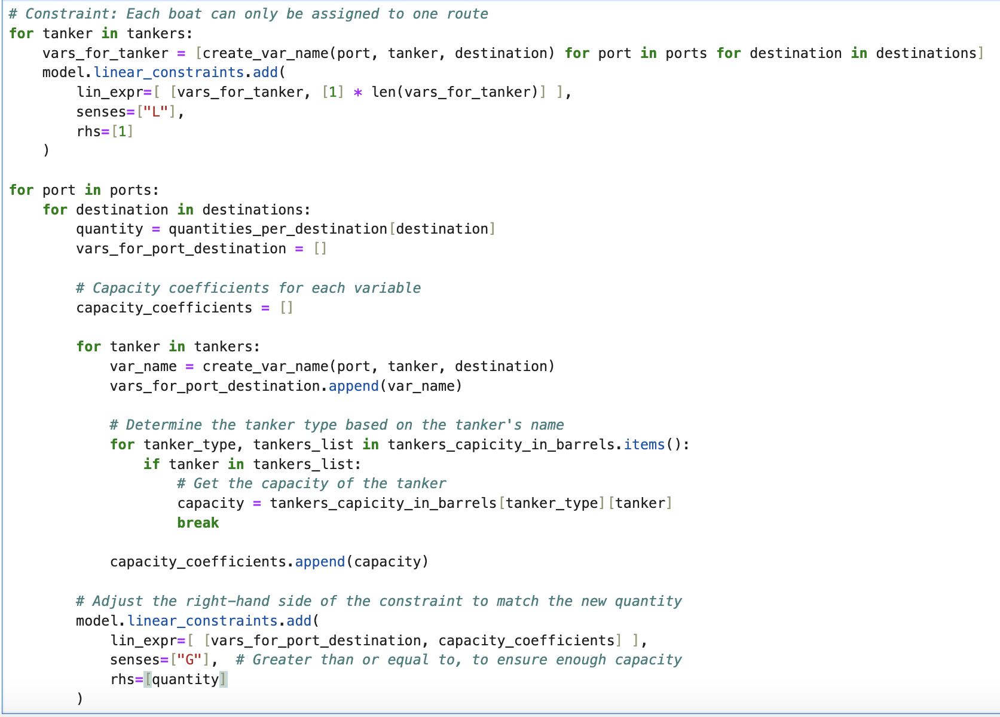 # Constraint: Each boat can only be assigned to one route
for tanker in tankers:
    vars_for_tanker = [create_var_name(port, tanker, destination) for port in ports for destination in destinations]
    model.linear_constraints.add(
        lin_expr=[ [vars_for_tanker, [1] * len(vars_for_tanker)] ],
        senses=["L"],
        rhs=[1]
    )

for port in ports:
    for destination in destinations:
        quantity = quantities_per_destination[destination]
        vars_for_port_destination = []

        # Capacity coefficients for each variable
        capacity_coefficients = []

        for tanker in tankers:
            var_name = create_var_name(port, tanker, destination)
            vars_for_port_destination.append(var_name)

            # Determine the tanker type based on the tanker's name
            for tanker_type, tankers_list in tankers_capicity_in_barrels.items():
                if tanker in tankers_list:
                    # Get the capacity of the tanker
                    capacity = tankers_capicity_in_barrels[tanker_type][tanker]
                    break

            capacity_coefficients.append(capacity)

        # Adjust the right-hand side of the constraint to match the new quantity
        model.linear_constraints.add(
            lin_expr=[ [vars_for_port_destination, capacity_coefficients] ],
            senses=["G"],  # Greater than or equal to, to ensure enough capacity
            rhs=[quantity]
        )